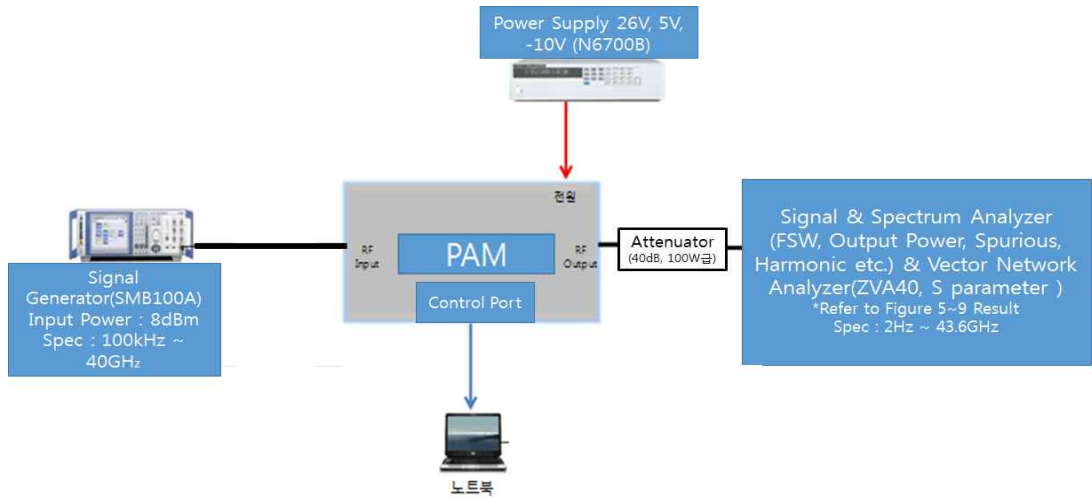 Power Supply 26V, 5V,
-10V (N6700B)
전원
RF
Input
PAM
RF
Output
Control Port
Attenuator
(40dB, 100W급)
Signal
Generator(SMB100A)
Input Power : 8dBm
Spec : 100kHz ~
40GHz
Signal & Spectrum Analyzer
(FSW, Output Power, Spurious,
Harmonic etc.) & Vector Network
Analyzer(ZVA40, S parameter )
*Refer to Figure 5~9 Result
Spec : 2Hz ~ 43.6GHz
노트북